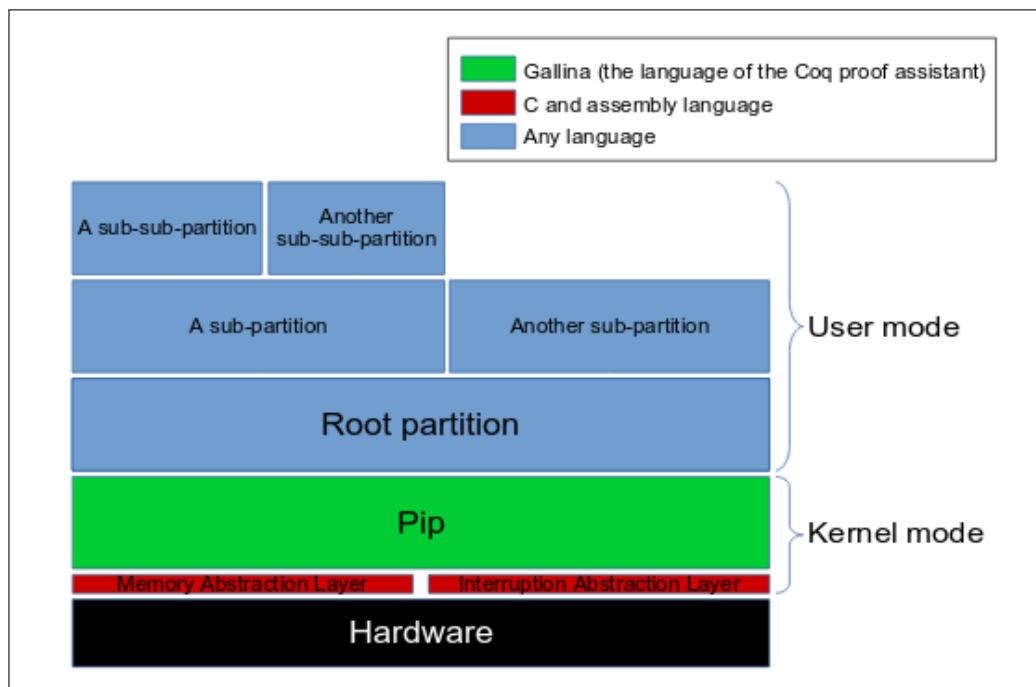 Gallina (the language of the Coq proof assistant)
C and assembly language
Any language
A sub-sub-partition
Another
sub-sub-partition
A sub-partition
Another sub-partition
User mode
Root partition
Pip
Kernel mode
Memory Abstraction Layer
Interruption Abstraction Layer
Hardware